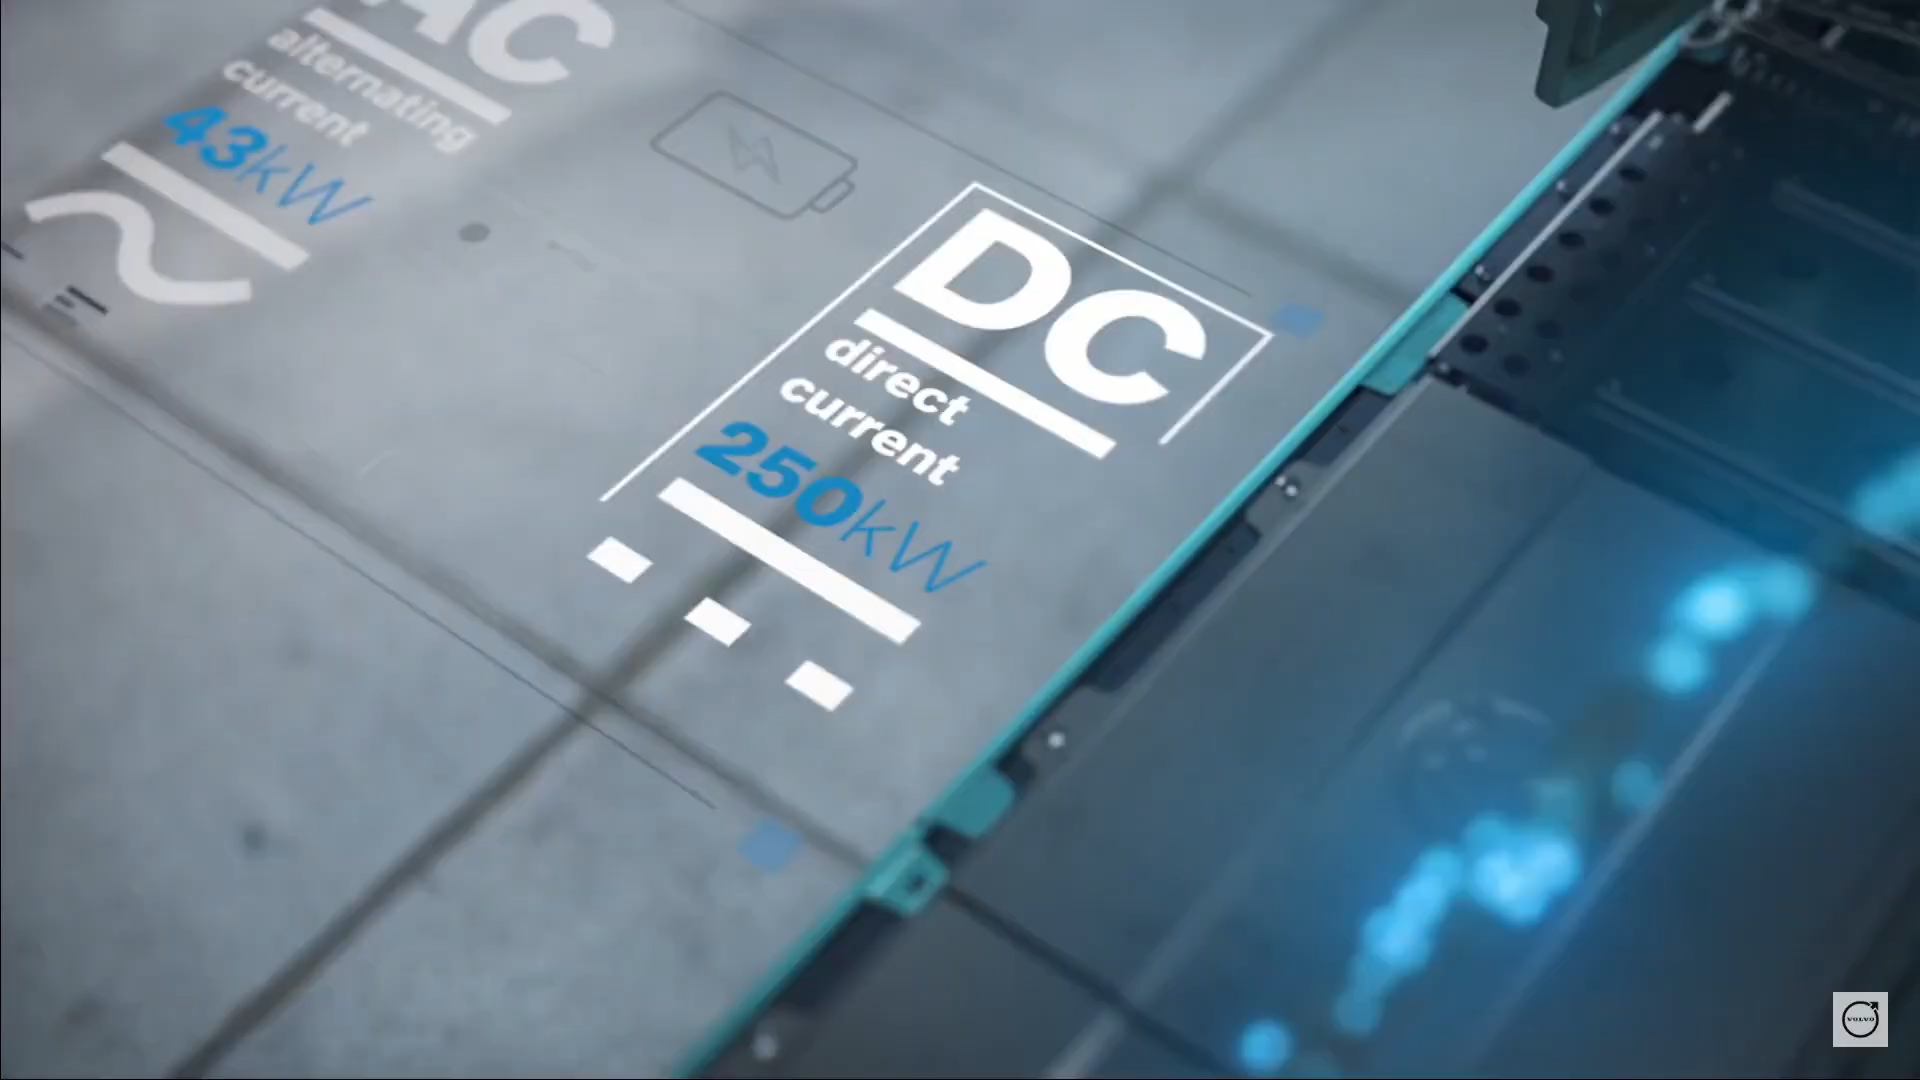 AC
alternating
current
43kW
DC
direct
current
250kW
VOLVO